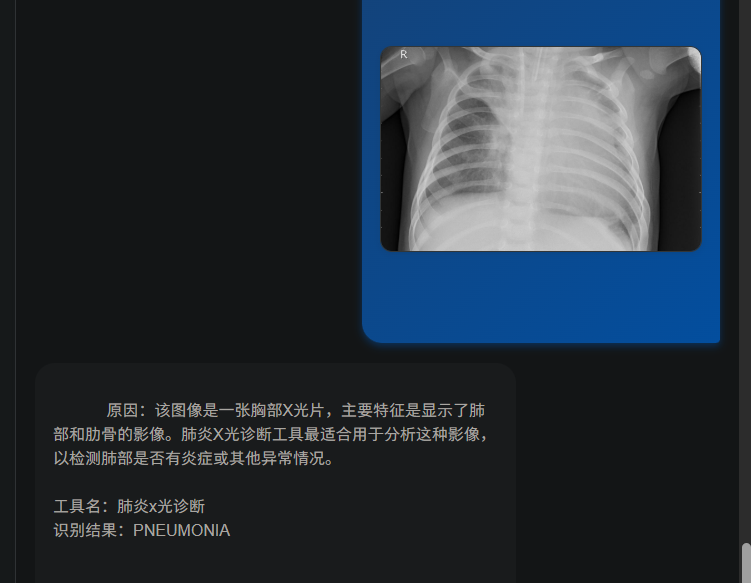 R
原因：该图像是一张胸部X光片，主要特征是显示了肺
部和肋骨的影像。肺炎X光诊断工具最适合用于分析这种影像，
以检测肺部是否有炎症或其他异常情况。
工具名：肺炎x光诊断
识别结果：PNEUMONIA